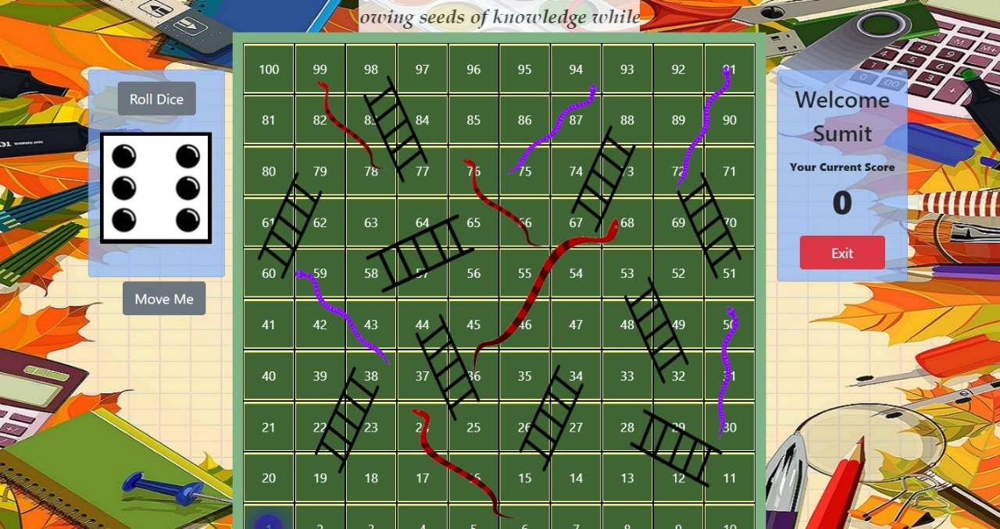 owing seeds of knowledge while
Roll Dice
Move Me
100 99 98 97 96 95 94 93 92 91
81 82 83 84 85 86 87 88 89 90
80 79 78 77 76 75 74 73 72 71
61 62 63 64 65 66 67 68 69 70
60 59 58 57 56 55 54 53 52 51
41 42 43 44 45 46 47 48 49 50
40 39 38 37 36 35 34 33 32 31
21 22 23 24 25 26 27 28 29 30
20 19 18 17 16 15 14 13 12 11
1 2 3 4 5 6 7 8 9 10
Welcome
Sumit
Your Current Score
0
Exit